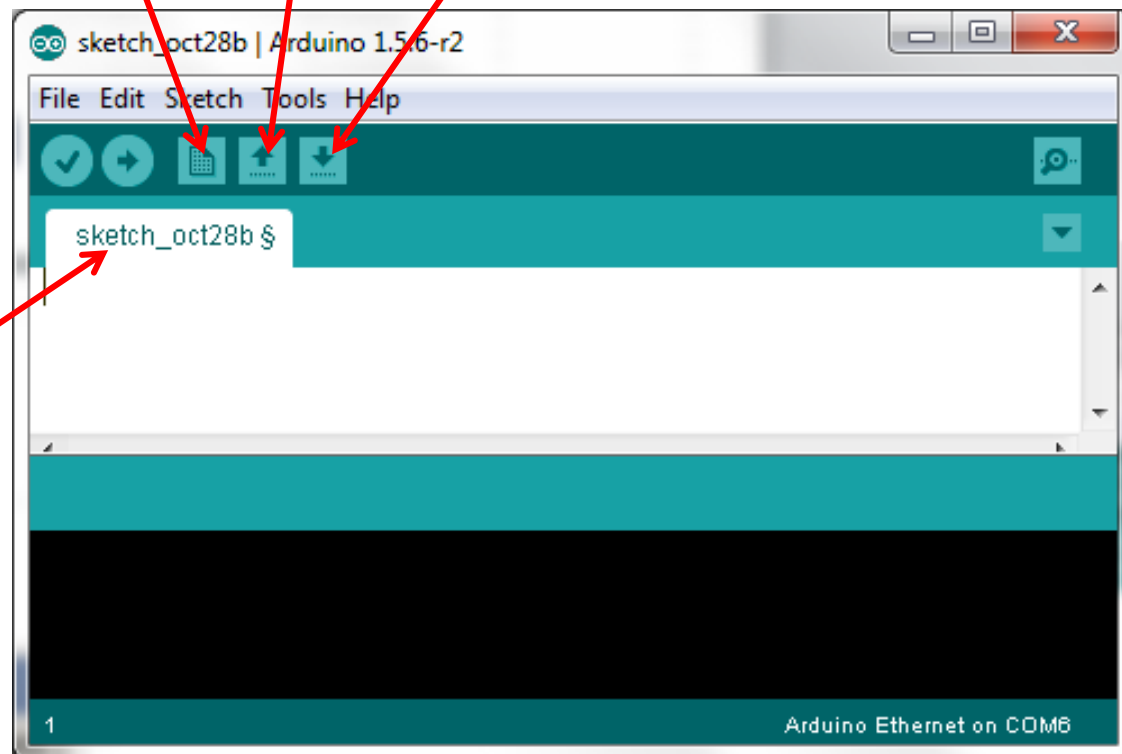 sketch_oct28b | Arduino 1.5.6-r2
File Edit Sketch Tools Help
sketch_oct28b §
1 Arduino Ethernet on COM6